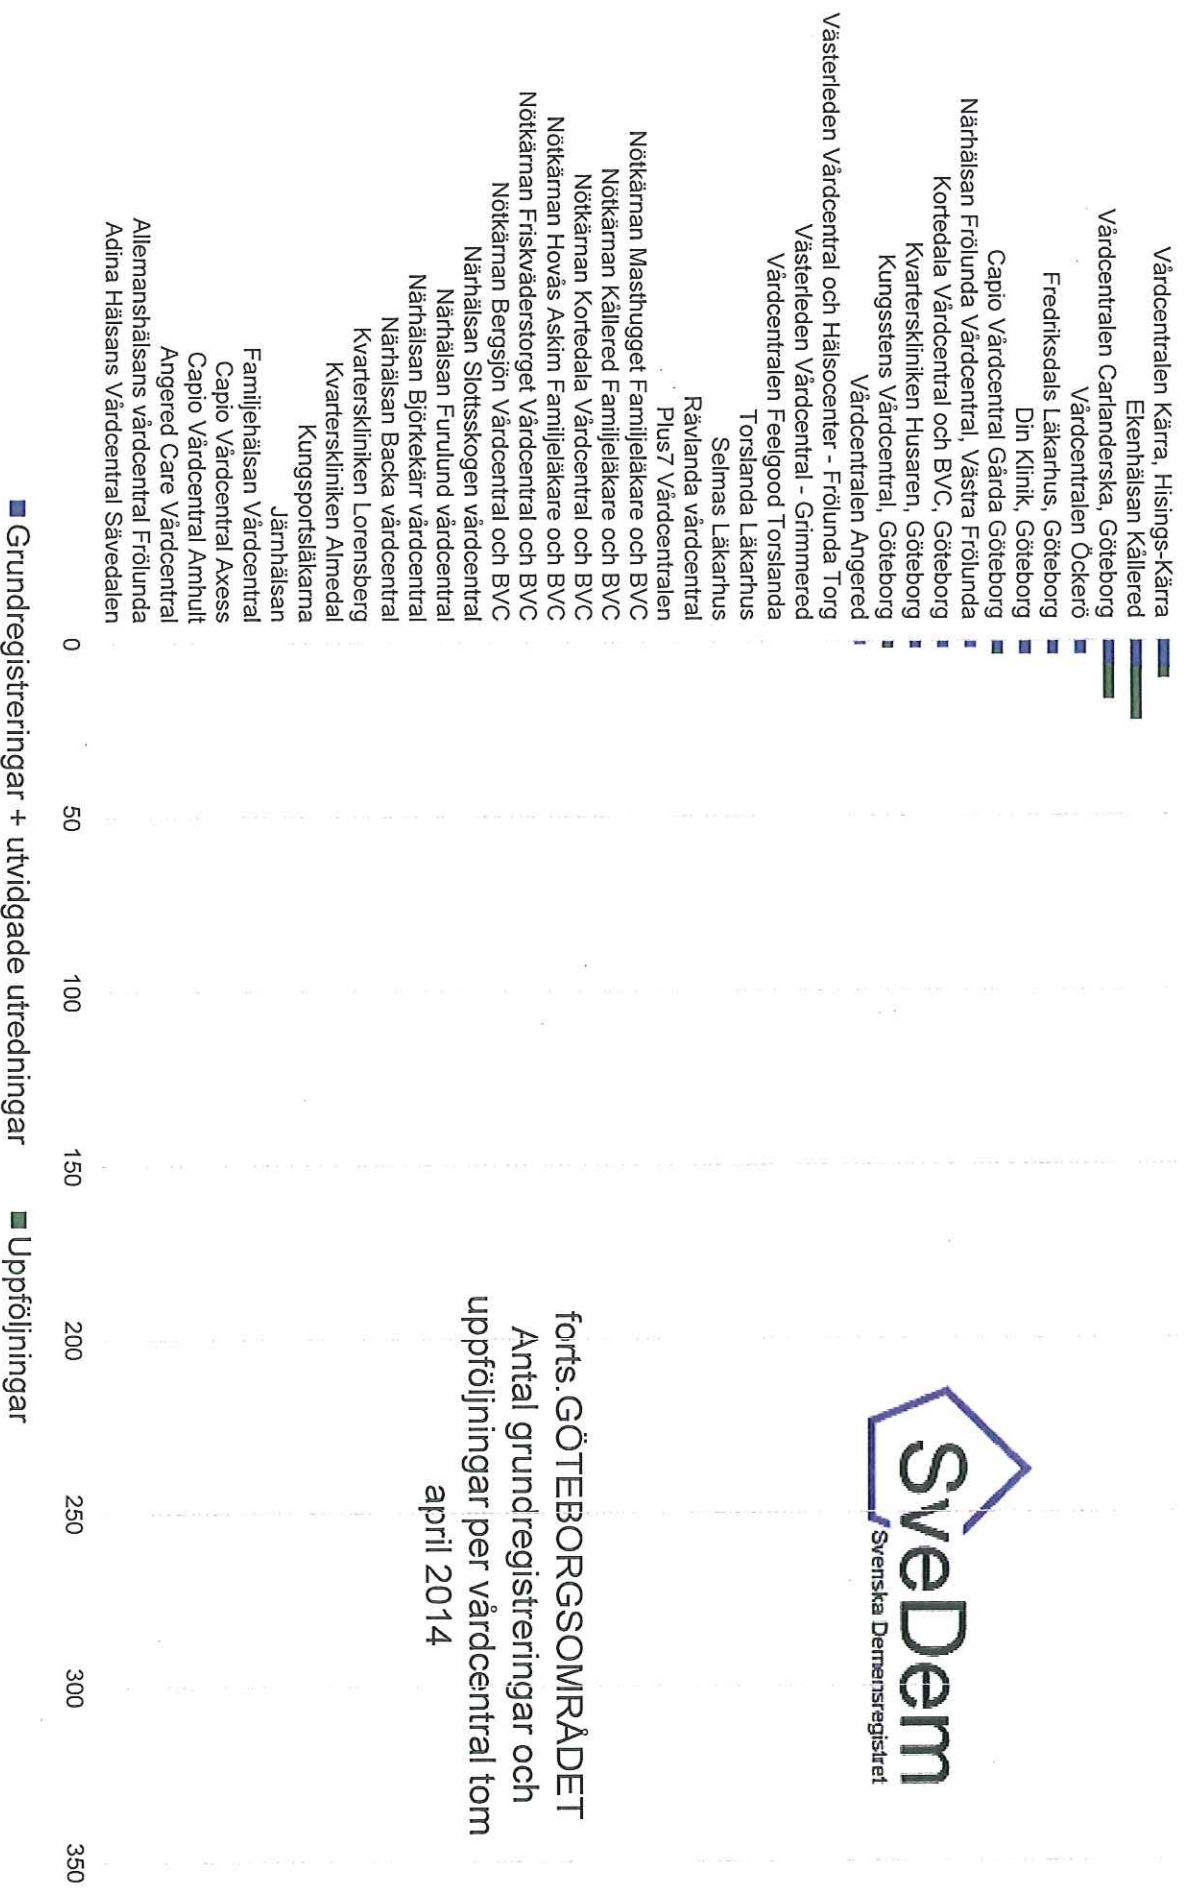 SveDem
Svenska Demensregistret
forts.GÖTEBORGSOMRÅDET
Antal grundregistreringar och
uppföljningar per vårdcentral tom
april 2014
Vårdcentralen Kärra, Hisings-Kärra
Ekenhälsan Kållered
Vårdcentralen Carlanderska, Göteborg
Vårdcentralen Öckerö
Fredriksdals Läkarhus, Göteborg
Din Klinik, Göteborg
Capio Vårdcentral Gårda Göteborg
Närhälsan Frölunda Vårdcentral, Västra Frölunda
Kortedala Vårdcentral och BVC, Göteborg
Kvarterskliniken Husaren, Göteborg
Kungsstens Vårdcentral, Göteborg
Vårdcentralen Angered
Västerleden Vårdcentral och Hälsocenter - Frölunda Torg
Västerleden Vårdcentral - Grimmered
Vårdcentralen Feelgood Torslanda
Torslanda Läkarhus
Selmas Läkarhus
Rävlanda vårdcentral
Plus7 Vårdcentralen
Nötkärnan Masthugget Familjeläkare och BVC
Nötkärnan Kållered Familjeläkare och BVC
Nötkärnan Kortedala Vårdcentral och BVC
Nötkärnan Hovås Askim Familjeläkare och BVC
Nötkärnan Friskväderstorget Vårdcentral och BVC
Nötkärnan Bergsjön Vårdcentral och BVC
Närhälsan Slottsskogen vårdcentral
Närhälsan Furulund vårdcentral
Närhälsan Björkekärr vårdcentral
Närhälsan Backa vårdcentral
Kvarterskliniken Lorensberg
Kvarterskliniken Almedal
Kungsportsläkarna
Järnhälsan
Familjehälsan Vårdcentral
Capio Vårdcentral Axess
Capio Vårdcentral Amhult
Angered Care Vårdcentral
Allemanshälsans vårdcentral Frölunda
Adina Hälsans Vårdcentral Sävedalen
0 50 100 150 200 250 300 350
Grundregistreringar + utvidgade utredningar Uppföljningar